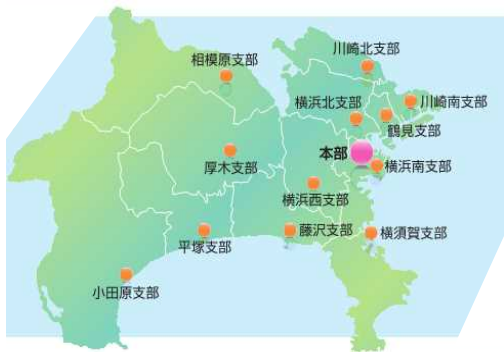 川崎北支部
相模原支部
川崎南支部
横浜北支部
鶴見支部
本部
横浜南支部
厚木支部
横浜西支部
藤沢支部
横須賀支部
平塚支部
小田原支部